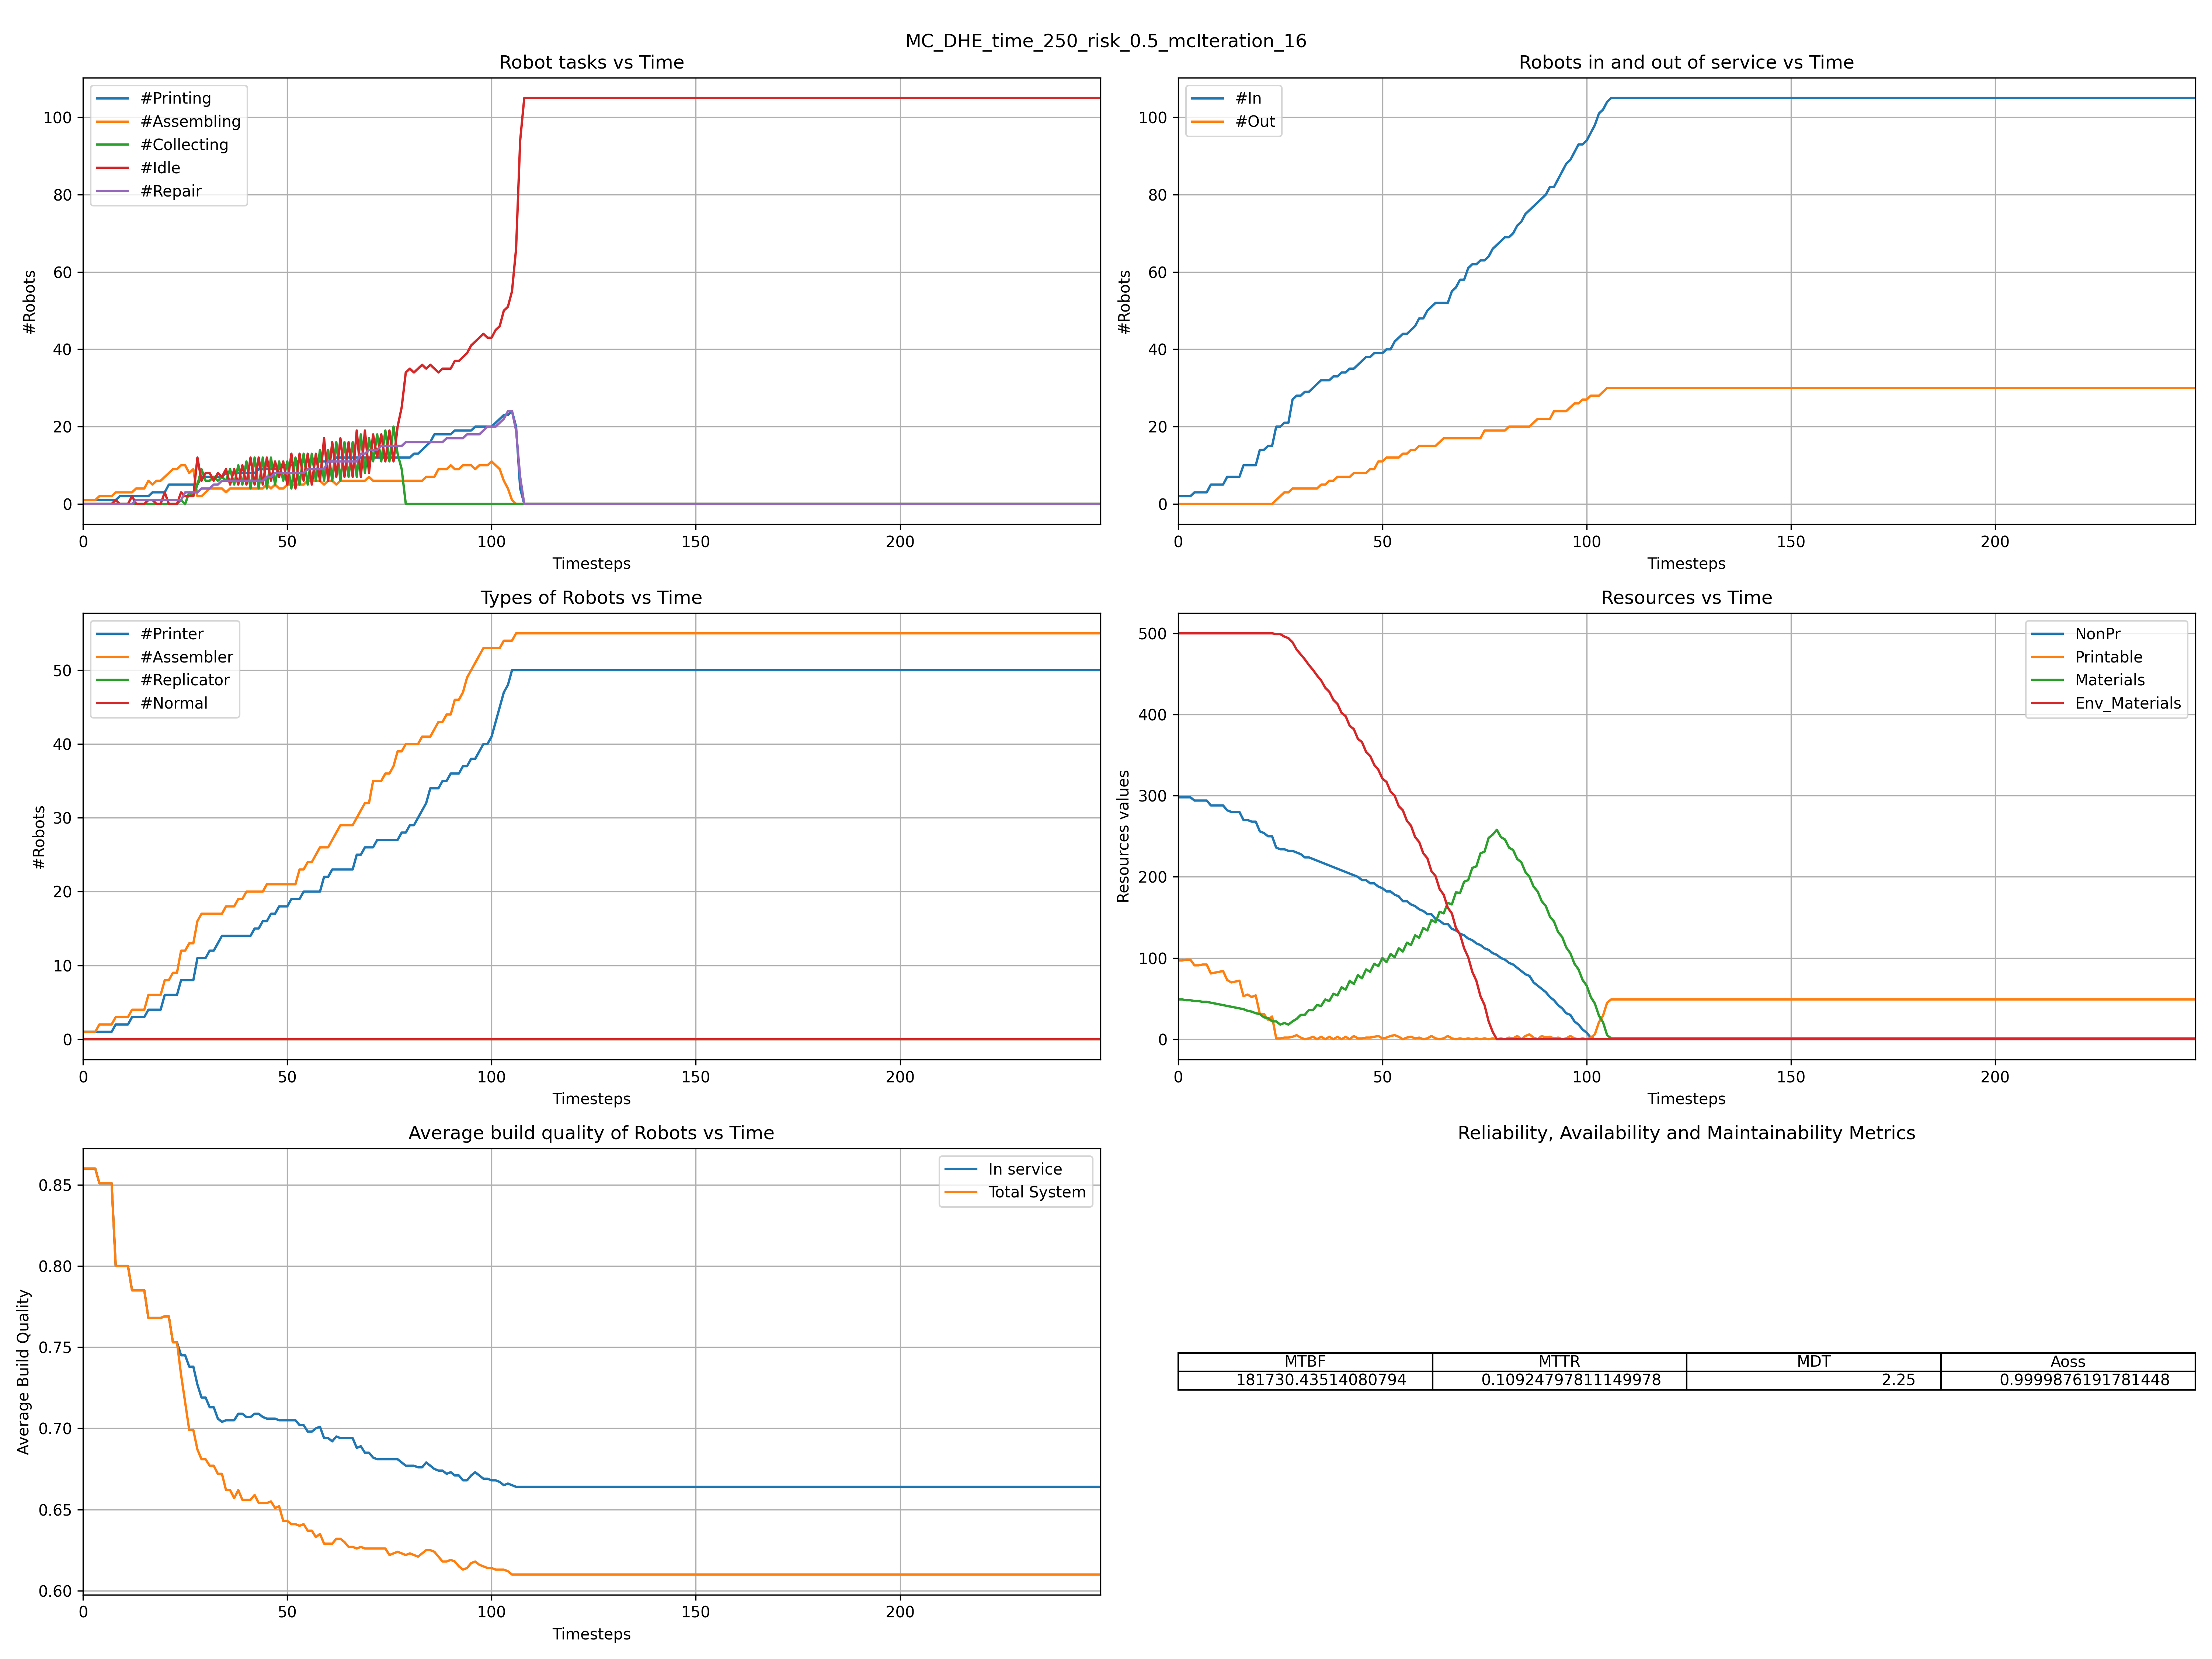 MC_DHE_time_250_risk_0.5_mcIteration_16
Robot tasks vs Time
#Printing
#Assembling
#Collecting
#Idle
#Repair
#Robots
100
80
60
40
20
0
0 50 100 150 200
Timesteps
Robots in and out of service vs Time
#In
#Out
#Robots
100
80
60
40
20
0
0 50 100 150 200
Timesteps
Types of Robots vs Time
#Printer
#Assembler
#Replicator
#Normal
#Robots
50
40
30
20
10
0
0 50 100 150 200
Timesteps
Resources vs Time
NonPr
Printable
Materials
Env_Materials
Resources values
500
400
300
200
100
0
0 50 100 150 200
Timesteps
Average build quality of Robots vs Time
In service
Total System
Average Build Quality
0.85
0.80
0.75
0.70
0.65
0.60
0 50 100 150 200
Timesteps
Reliability, Availability and Maintainability Metrics
MTBF MTTR MDT Aoss
181730.43514080794 0.10924797811149978 2.25 0.9999876191781448